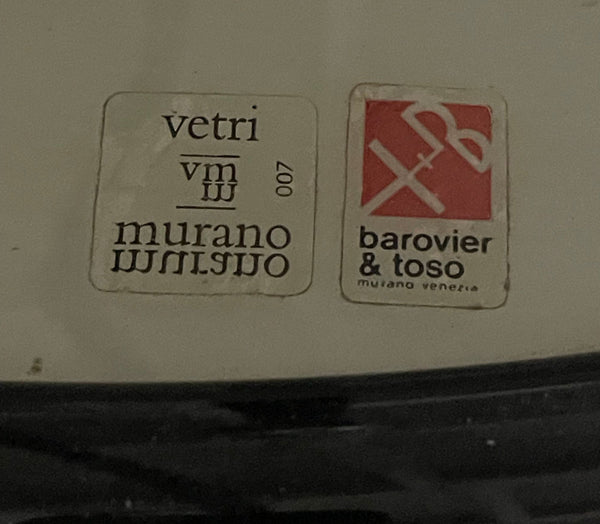 vetri
vm
007
murano
barovier
& toso
murano venezia